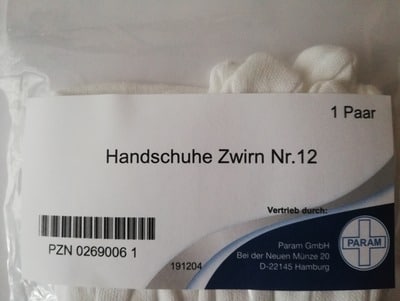 1 Paar
Handschuhe Zwirn Nr.12
PZN 0269006 1
191204
Vertrieb durch:
Param GmbH
Bei der Neuen Münze 20
D-22145 Hamburg
PARAM